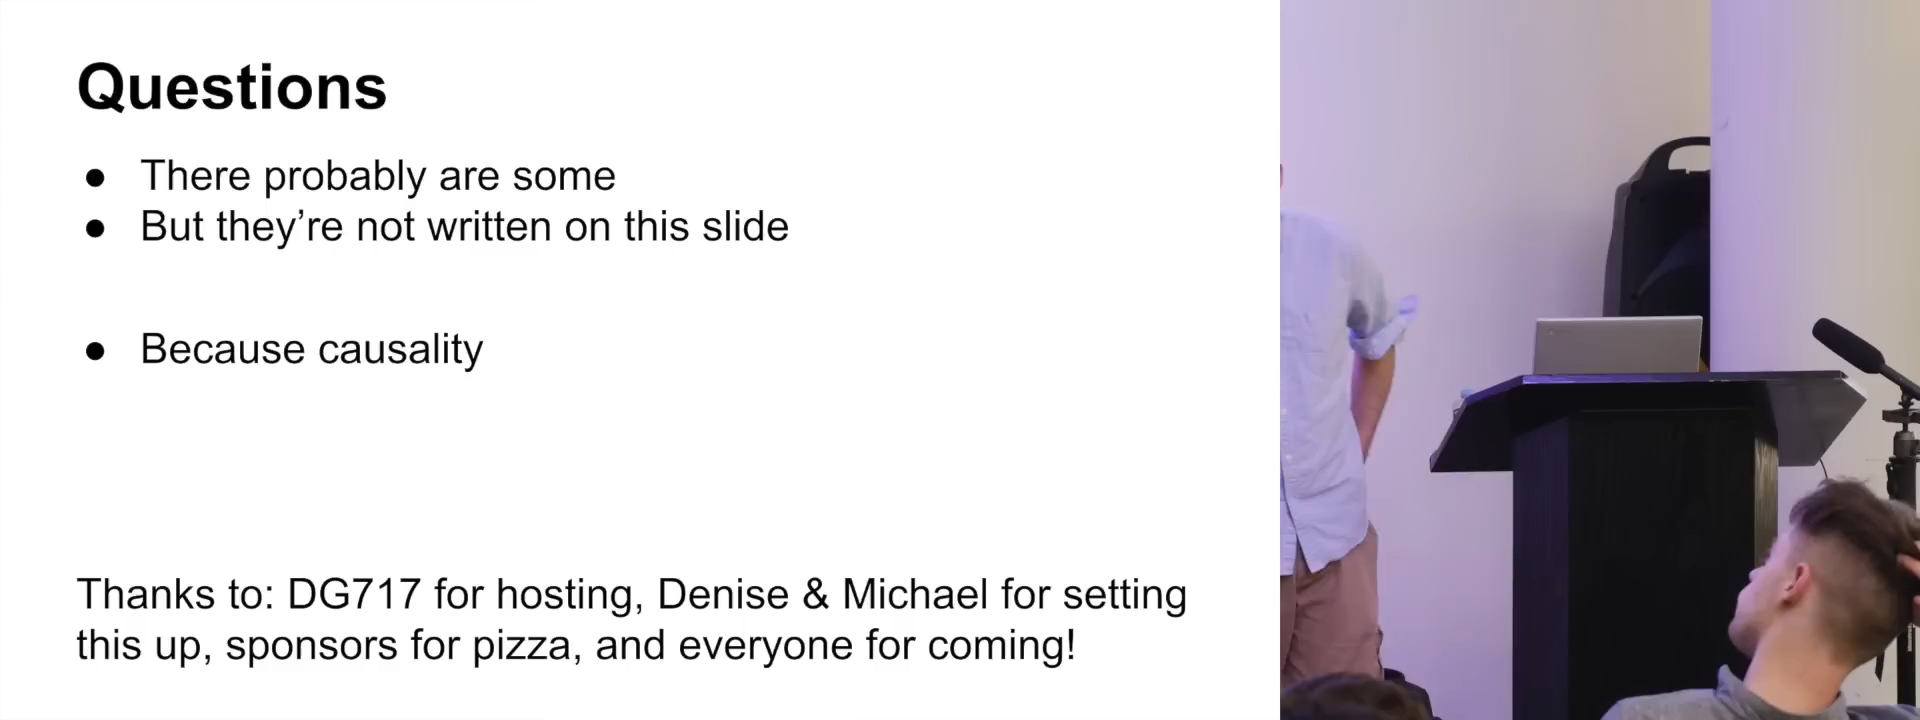 Questions
● There probably are some
● But they’re not written on this slide
● Because causality
Thanks to: DG717 for hosting, Denise & Michael for setting
this up, sponsors for pizza, and everyone for coming!